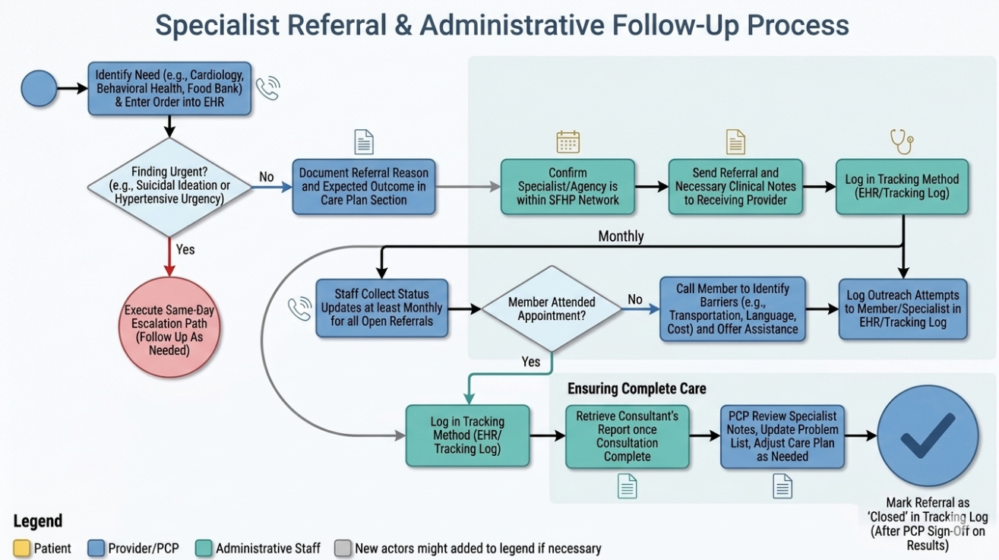 Specialist Referral & Administrative Follow-Up Process
Identify Need (e.g., Cardiology,
Behavioral Health, Food Bank)
& Enter Order into EHR
Finding Urgent?
(e.g., Suicidal Ideation or
Hypertensive Urgency)
No
Document Referral Reason
and Expected Outcome in
Care Plan Section
Confirm
Specialist/Agency is
within SFHP Network
Send Referral and
Necessary Clinical Notes
to Receiving Provider
Log in Tracking Method
(EHR/Tracking Log)
Yes
Execute Same-Day
Escalation Path
(Follow Up As
Needed)
Monthly
Staff Collect Status
Updates at least Monthly
for all Open Referrals
Member Attended
Appointment?
No
Call Member to Identify
Barriers (e.g.,
Transportation, Language,
Cost) and Offer Assistance
Log Outreach Attempts
to Member/Specialist in
EHR/Tracking Log
Yes
Log in Tracking
Method (EHR/
Tracking Log)
Ensuring Complete Care
Retrieve Consultant's
Report once
Consultation
Complete
PCP Review Specialist
Notes, Update Problem
List, Adjust Care Plan
as Needed
Mark Referral as
'Closed' in Tracking Log
(After PCP Sign-Off on
Results)
Legend
Patient
Provider/PCP
Administrative Staff
New actors might added to legend if necessary